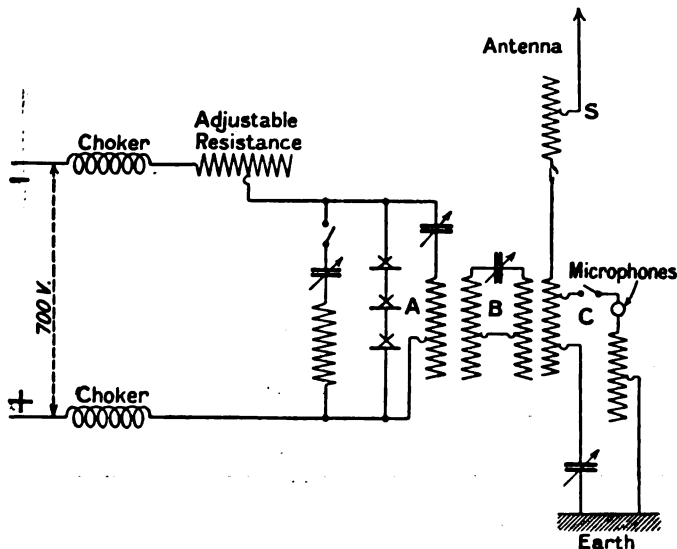 Antenna
S
Adjustable
Resistance
Choker
−
700 V.
A
B
C
Microphones
+
Choker
Earth